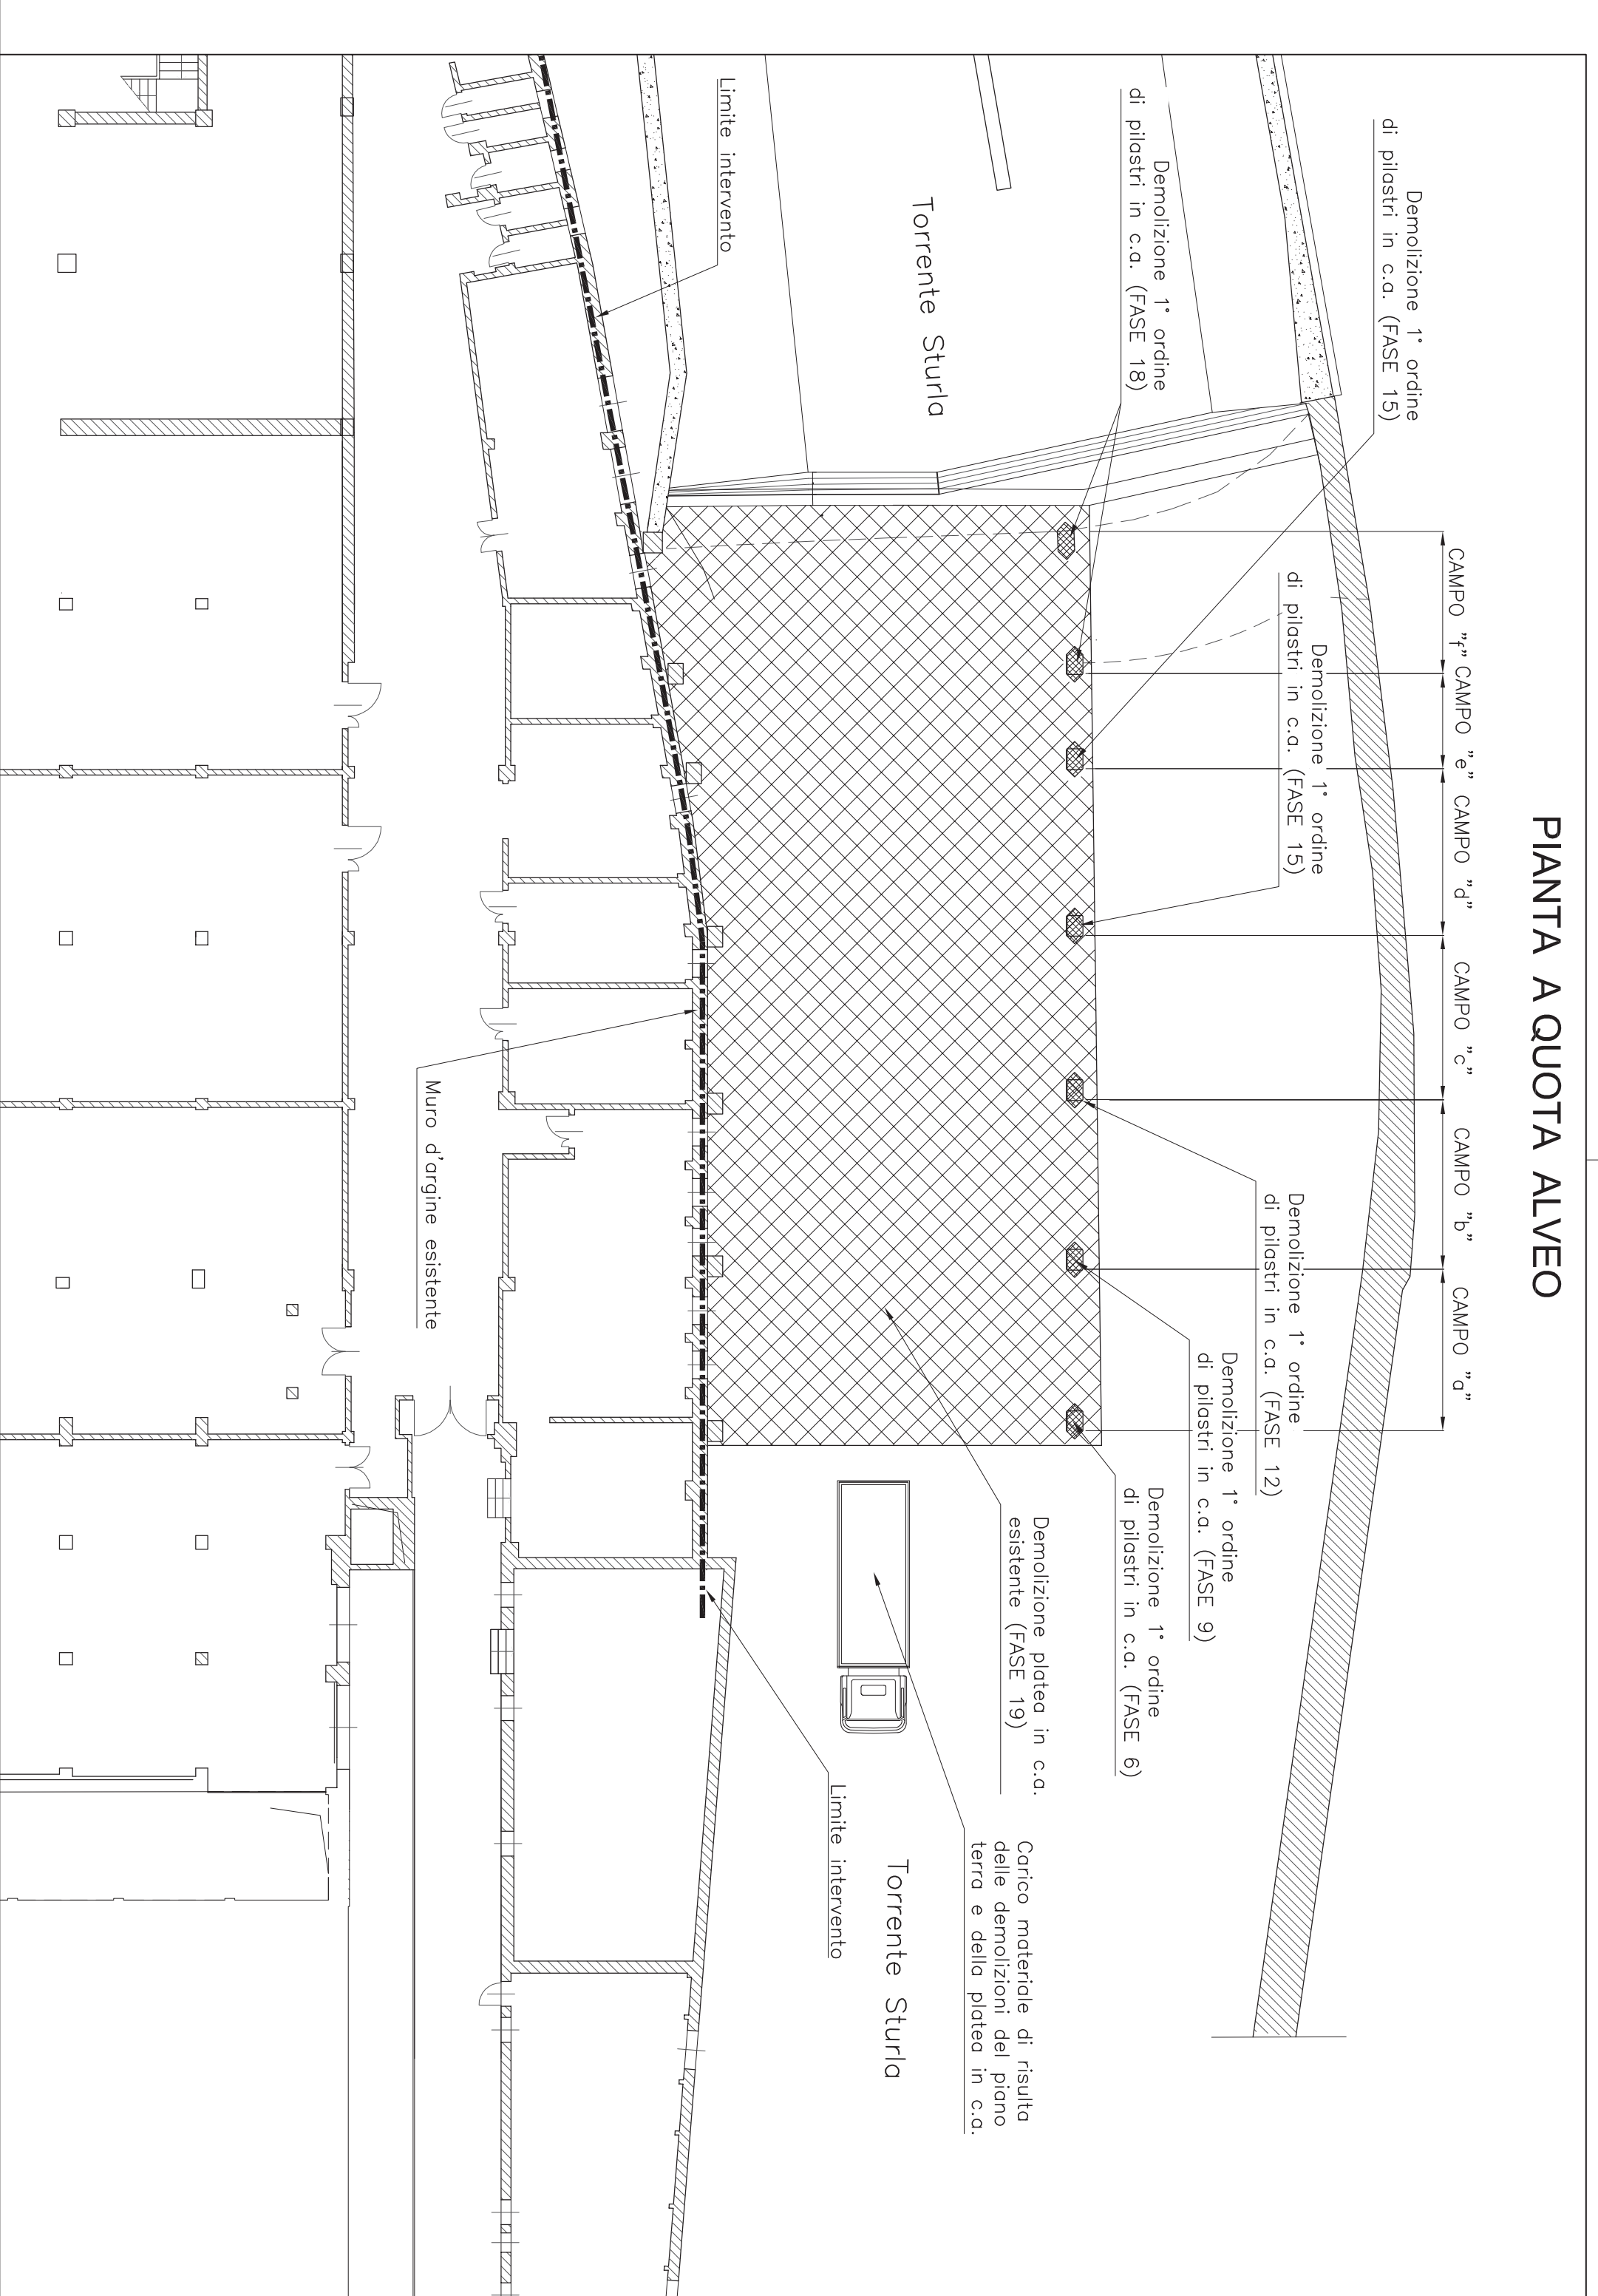 PIANTA A QUOTA ALVEO
CAMPO "f"
CAMPO "e"
CAMPO "d"
CAMPO "c"
CAMPO "b"
CAMPO "a"
Demolizione 1° ordine
di pilastri in c.a. (FASE 15)
Demolizione 1° ordine
di pilastri in c.a. (FASE 18)
Demolizione 1° ordine
di pilastri in c.a. (FASE 15)
Demolizione 1° ordine
di pilastri in c.a. (FASE 12)
Demolizione 1° ordine
di pilastri in c.a. (FASE 9)
Demolizione 1° ordine
di pilastri in c.a. (FASE 6)
Demolizione platea in c.a.
esistente (FASE 19)
Carico materiale di risulta
delle demolizioni del piano
terra e della platea in c.a.
Torrente Sturla
Torrente Sturla
Limite intervento
Limite intervento
Muro d'argine esistente